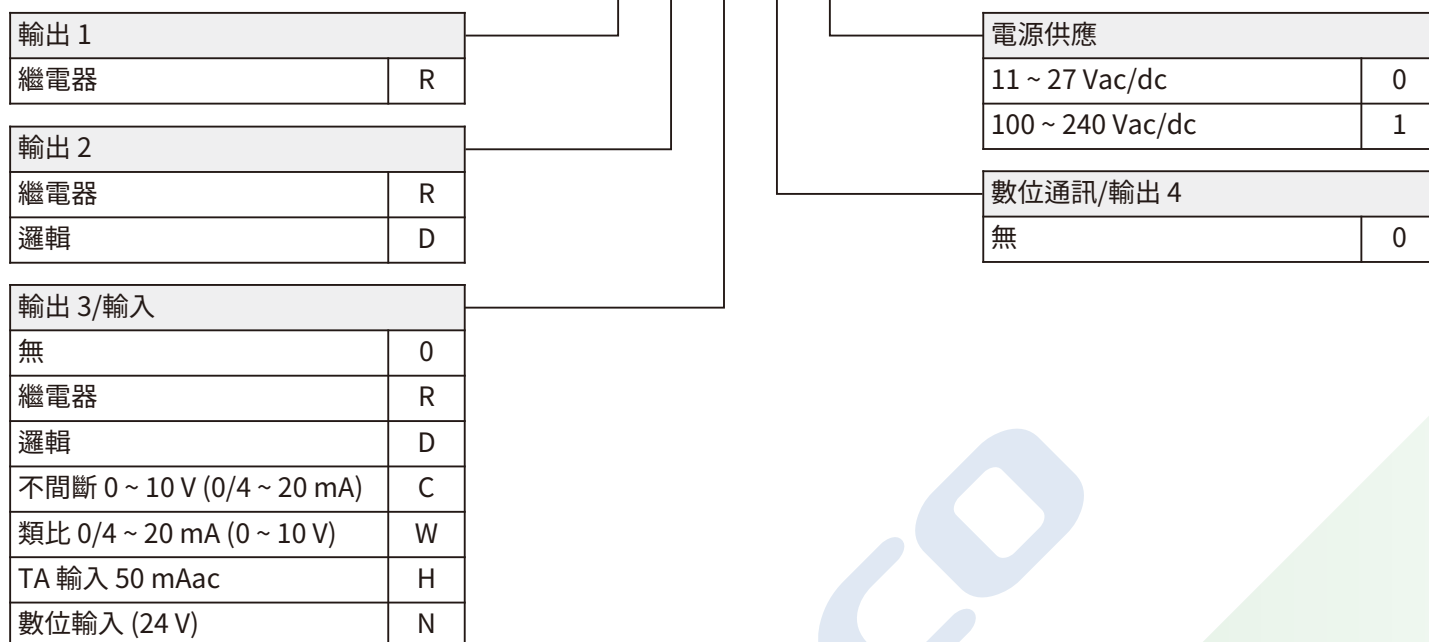 輸出 1
繼電器 R
輸出 2
繼電器 R
邏輯 D
輸出 3/輸入
無 0
繼電器 R
邏輯 D
不間斷 0 ~ 10 V (0/4 ~ 20 mA) C
類比 0/4 ~ 20 mA (0 ~ 10 V) W
TA 輸入 50 mAac H
數位輸入 (24 V) N
電源供應
11 ~ 27 Vac/dc 0
100 ~ 240 Vac/dc 1
數位通訊/輸出 4
無 0